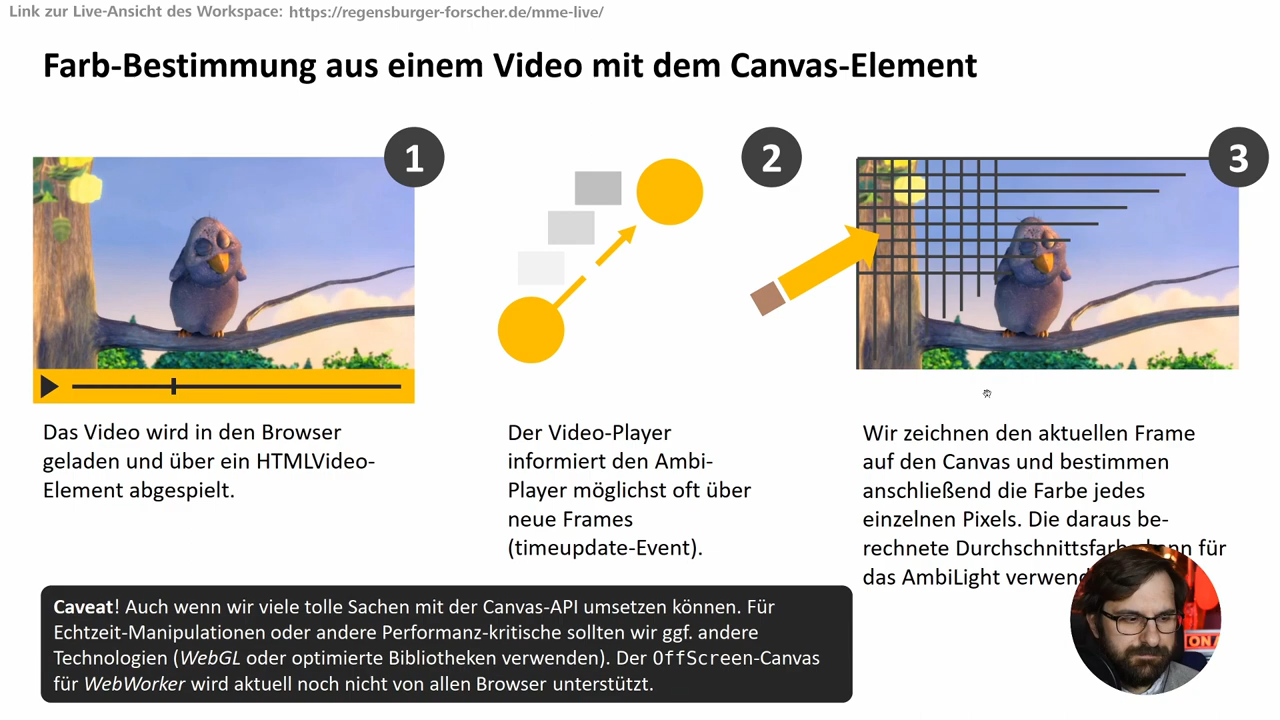 Link zur Live-Ansicht des Workspace: https://regensburger-forscher.de/mme-live/
Farb-Bestimmung aus einem Video mit dem Canvas-Element
1
2
3
Das Video wird in den Browser
geladen und über ein HTMLVideo-
Element abgespielt.
Der Video-Player
informiert den Ambi-
Player möglichst oft über
neue Frames
(timeupdate-Event).
Wir zeichnen den aktuellen Frame
auf den Canvas und bestimmen
anschließend die Farbe jedes
einzelnen Pixels. Die daraus be-
rechnete Durchschnittsfarbe kann für
das AmbiLight
Caveat! Auch wenn wir viele tolle Sachen mit der Canvas-API umsetzen können. Für
Echtzeit-Manipulationen oder andere Performanz-kritische sollten wir ggf. andere
Technologien (WebGL oder optimierte Bibliotheken verwenden). Der OffScreen-Canvas
für WebWorker wird aktuell noch nicht von allen Browser unterstützt.